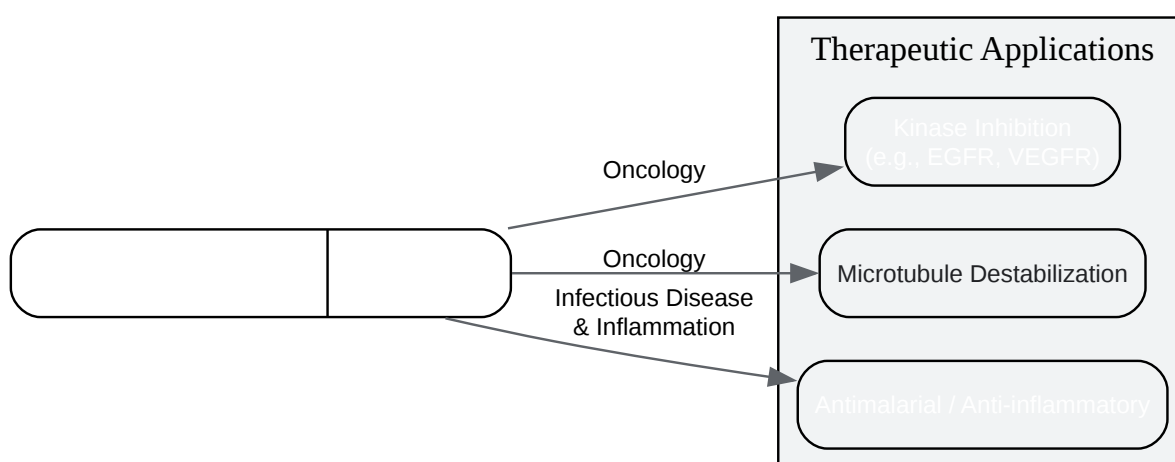 Therapeutic Applications
Kinase Inhibition
(e.g., EGFR, VEGFR)
Oncology
Oncology
Microtubule Destabilization
Infectious Disease
& Inflammation
Antimalarial / Anti-inflammatory